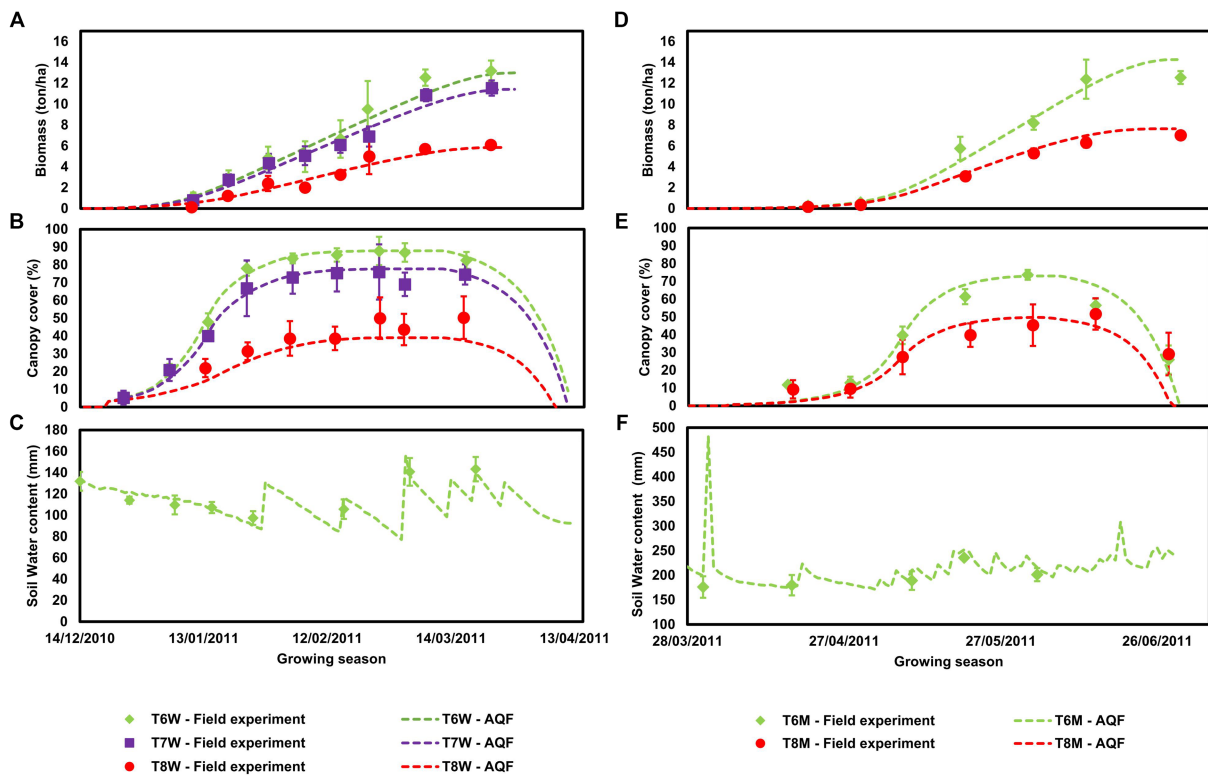 A
Biomass (ton/ha)
16
14
12
10
8
6
4
2
0
B
Canopy cover (%)
100
90
80
70
60
50
40
30
20
10
0
C
Soil Water content (mm)
180
160
140
120
100
80
60
40
20
0
14/12/2010 13/01/2011 12/02/2011 14/03/2011 13/04/2011
Growing season
T6W - Field experiment T6W - AQF
T7W - Field experiment T7W - AQF
T8W - Field experiment T8W - AQF
D
Biomass (ton/ha)
16
14
12
10
8
6
4
2
0
E
Canopy cover (%)
100
90
80
70
60
50
40
30
20
10
0
F
Soil Water content (mm)
500
450
400
350
300
250
200
150
100
28/03/2011 27/04/2011 27/05/2011 26/06/2011
Growing season
T6M - Field experiment T6M - AQF
T8M - Field experiment T8M - AQF